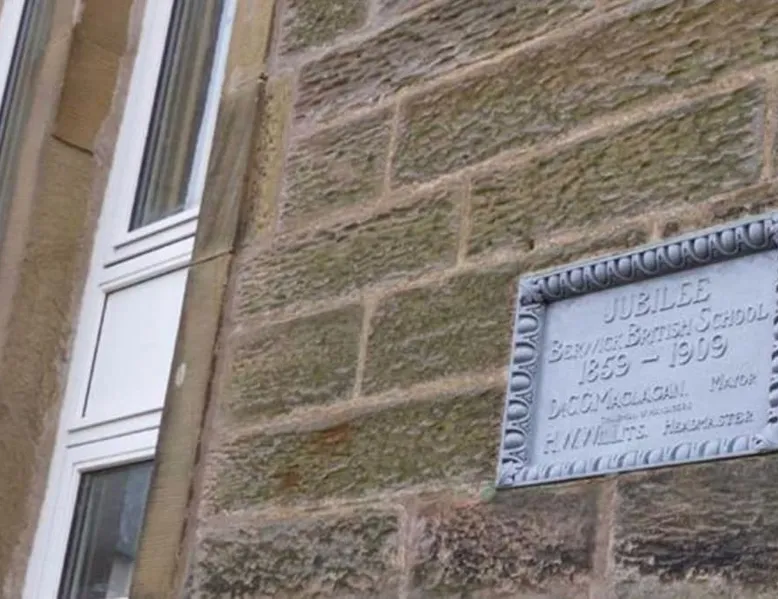 JUBILEE
BERWICK BRITISH SCHOOL
1859 – 1909
DR. C.G. MACLAGAN, MAYOR
H.W. WILLITS, HEADMASTER